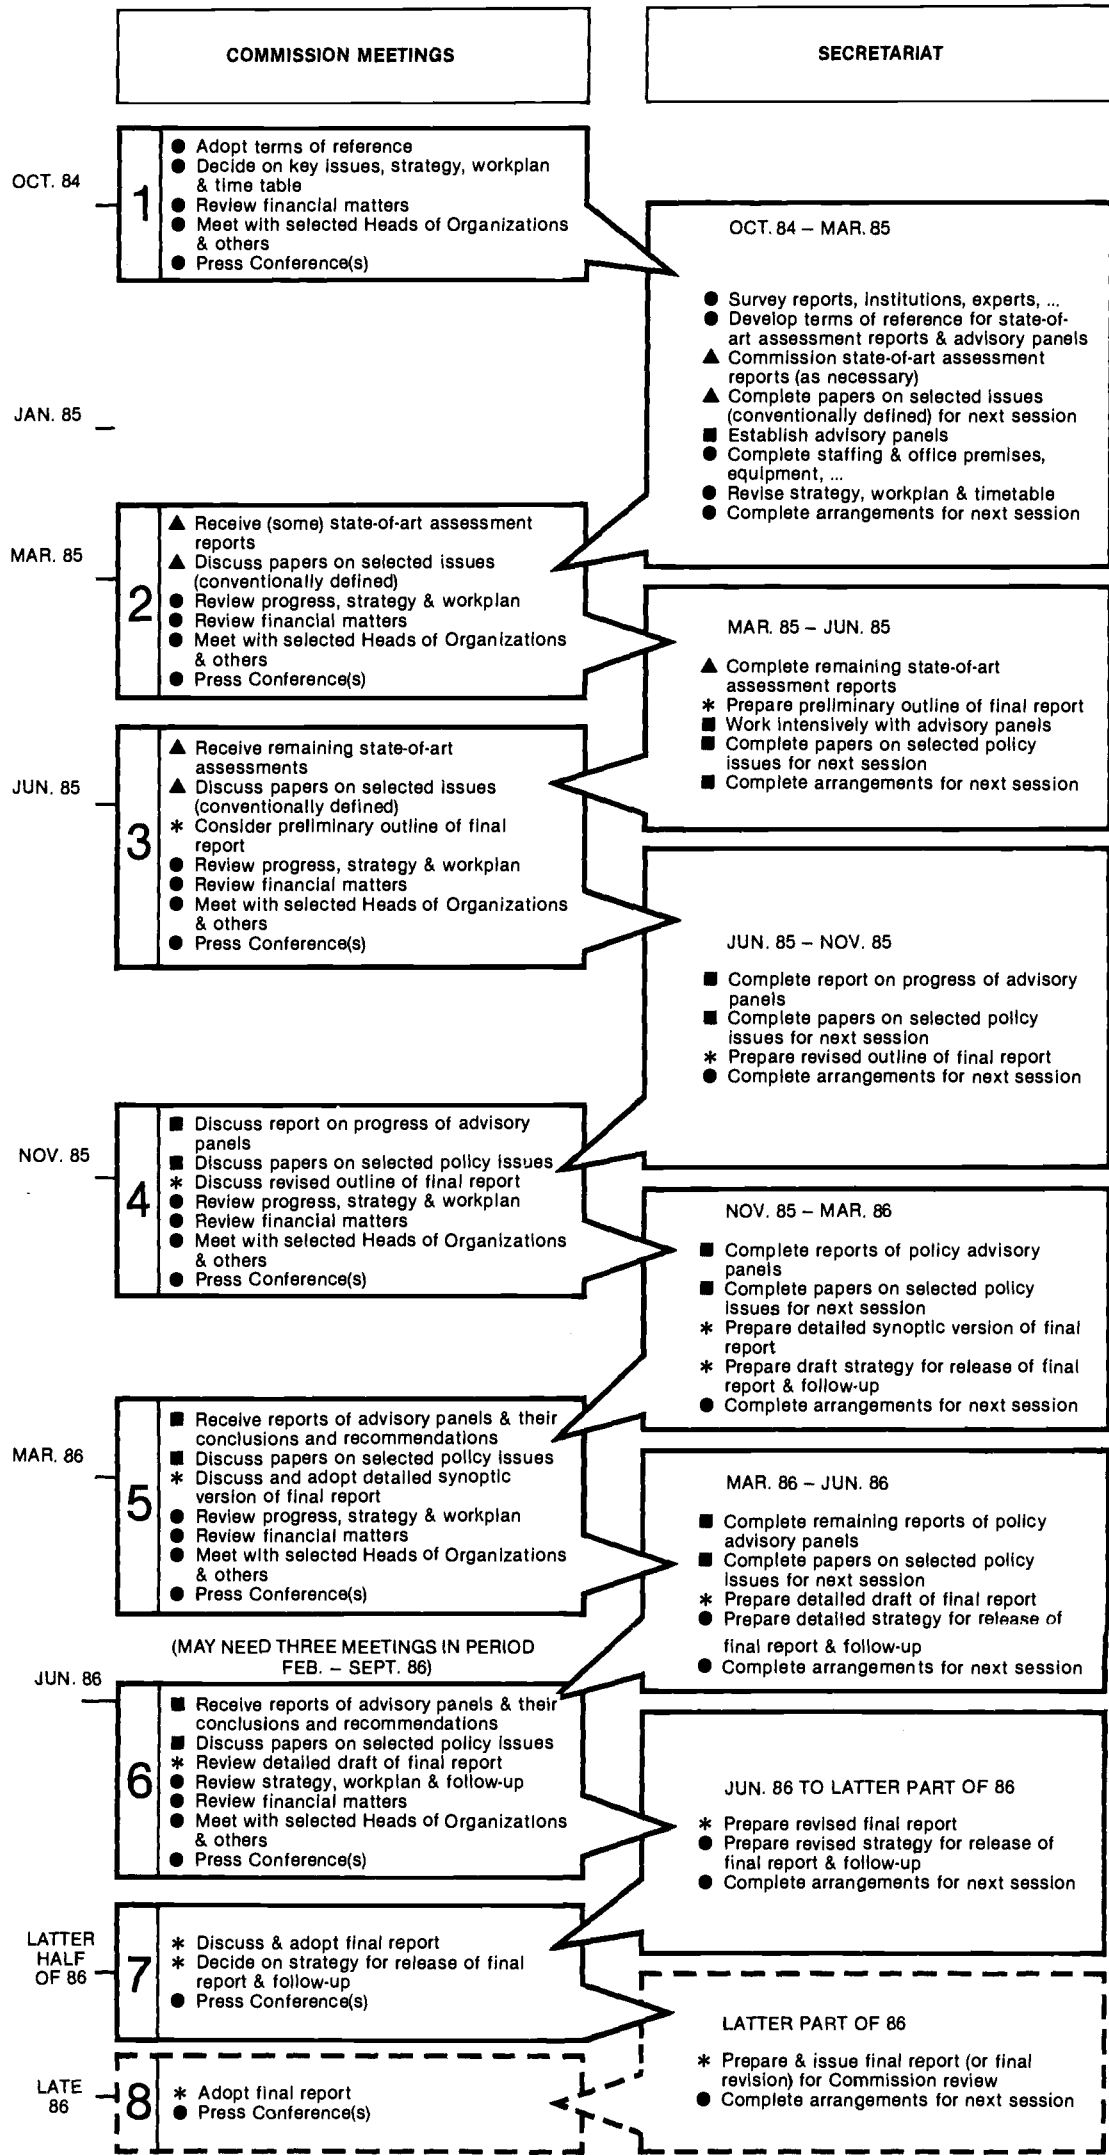 COMMISSION MEETINGS
SECRETARIAT
OCT. 84
1
● Adopt terms of reference
● Decide on key issues, strategy, workplan
& time table
● Review financial matters
● Meet with selected Heads of Organizations
& others
● Press Conference(s)
OCT. 84 – MAR. 85
● Survey reports, institutions, experts, ...
● Develop terms of reference for state-of-
art assessment reports & advisory panels
▲ Commission state-of-art assessment
reports (as necessary)
▲ Complete papers on selected issues
(conventionally defined) for next session
■ Establish advisory panels
● Complete staffing & office premises,
equipment, ...
● Revise strategy, workplan & timetable
● Complete arrangements for next session
JAN. 85
MAR. 85
2
▲ Receive (some) state-of-art assessment
reports
▲ Discuss papers on selected issues
(conventionally defined)
● Review progress, strategy & workplan
● Review financial matters
● Meet with selected Heads of Organizations
& others
● Press Conference(s)
MAR. 85 – JUN. 85
▲ Complete remaining state-of-art
assessment reports
* Prepare preliminary outline of final report
■ Work intensively with advisory panels
■ Complete papers on selected policy
issues for next session
■ Complete arrangements for next session
JUN. 85
3
▲ Receive remaining state-of-art
assessments
▲ Discuss papers on selected issues
(conventionally defined)
* Consider preliminary outline of final
report
● Review progress, strategy & workplan
● Review financial matters
● Meet with selected Heads of Organizations
& others
● Press Conference(s)
JUN. 85 – NOV. 85
■ Complete report on progress of advisory
panels
■ Complete papers on selected policy
issues for next session
* Prepare revised outline of final report
● Complete arrangements for next session
NOV. 85
4
■ Discuss report on progress of advisory
panels
■ Discuss papers on selected policy issues
* Discuss revised outline of final report
● Review progress, strategy & workplan
● Review financial matters
● Meet with selected Heads of Organizations
& others
● Press Conference(s)
NOV. 85 – MAR. 86
■ Complete reports of policy advisory
panels
■ Complete papers on selected policy
issues for next session
* Prepare detailed synoptic version of final
report
* Prepare draft strategy for release of final
report & follow-up
● Complete arrangements for next session
MAR. 86
5
■ Receive reports of advisory panels & their
conclusions and recommendations
■ Discuss papers on selected policy issues
* Discuss and adopt detailed synoptic
version of final report
● Review progress, strategy & workplan
● Review financial matters
● Meet with selected Heads of Organizations
& others
● Press Conference(s)
MAR. 86 – JUN. 86
■ Complete remaining reports of policy
advisory panels
■ Complete papers on selected policy
issues for next session
* Prepare detailed draft of final report
● Prepare detailed strategy for release of
final report & follow-up
● Complete arrangements for next session
(MAY NEED THREE MEETINGS IN PERIOD
FEB. – SEPT. 86)
JUN. 86
6
■ Receive reports of advisory panels & their
conclusions and recommendations
■ Discuss papers on selected policy issues
* Review detailed draft of final report
● Review strategy, workplan & follow-up
● Review financial matters
● Meet with selected Heads of Organizations
& others
● Press Conference(s)
JUN. 86 TO LATTER PART OF 86
* Prepare revised final report
● Prepare revised strategy for release of
final report & follow-up
● Complete arrangements for next session
LATTER
HALF
OF 86
7
* Discuss & adopt final report
* Decide on strategy for release of final
report & follow-up
● Press Conference(s)
LATTER PART OF 86
* Prepare & issue final report (or final
revision) for Commission review
● Complete arrangements for next session
LATE
86
8
* Adopt final report
● Press Conference(s)